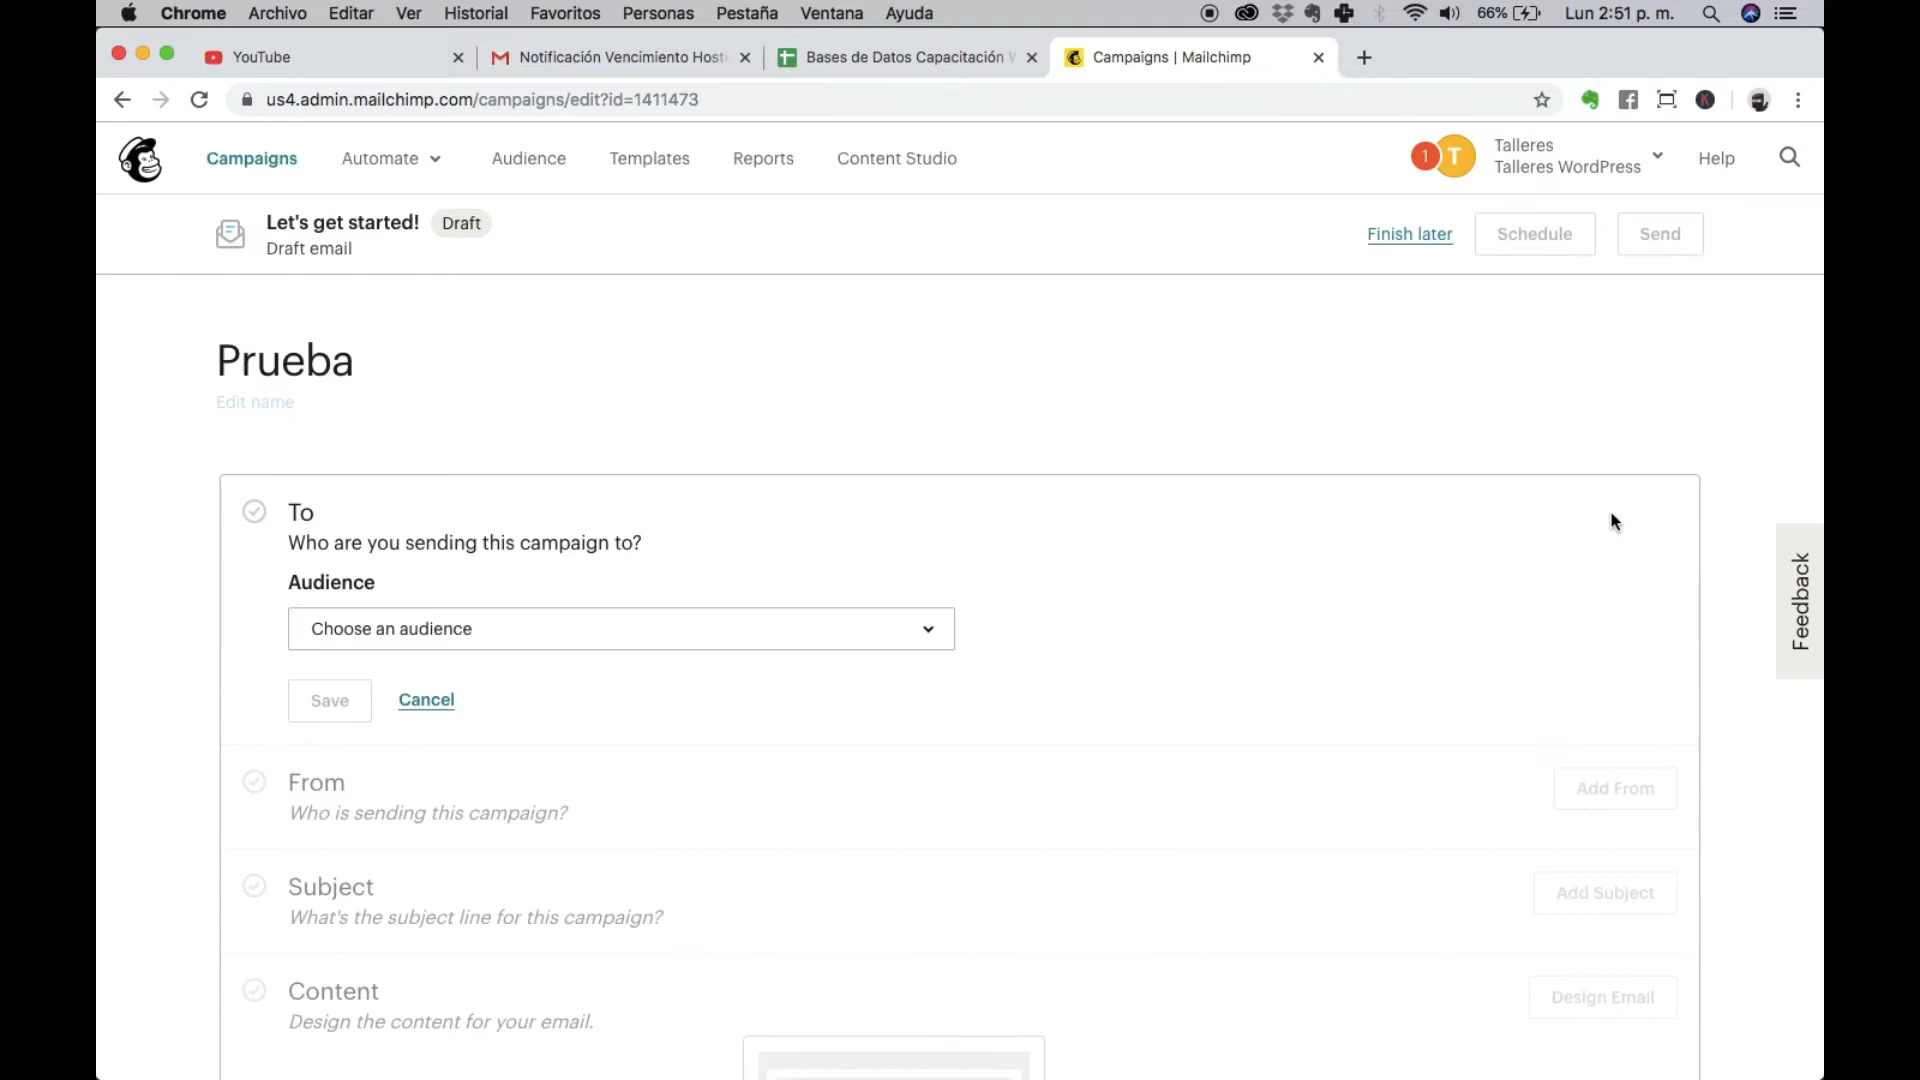 Chrome Archivo Editar Ver Historial Favoritos Personas Pestaña Ventana Ayuda 66% Lun 2:51 p. m.
YouTube Notificación Vencimiento Hosti Bases de Datos Capacitación Campaigns | Mailchimp
us4.admin.mailchimp.com/campaigns/edit?id=1411473
Campaigns Automate Audience Templates Reports Content Studio 1 T Talleres Talleres WordPress Help
Let's get started! Draft
Draft email
Finish later Schedule Send
Prueba
Edit name
To
Who are you sending this campaign to?
Audience
Choose an audience
Save Cancel
Feedback
From
Who is sending this campaign?
Add From
Subject
What's the subject line for this campaign?
Add Subject
Content
Design the content for your email.
Design Email